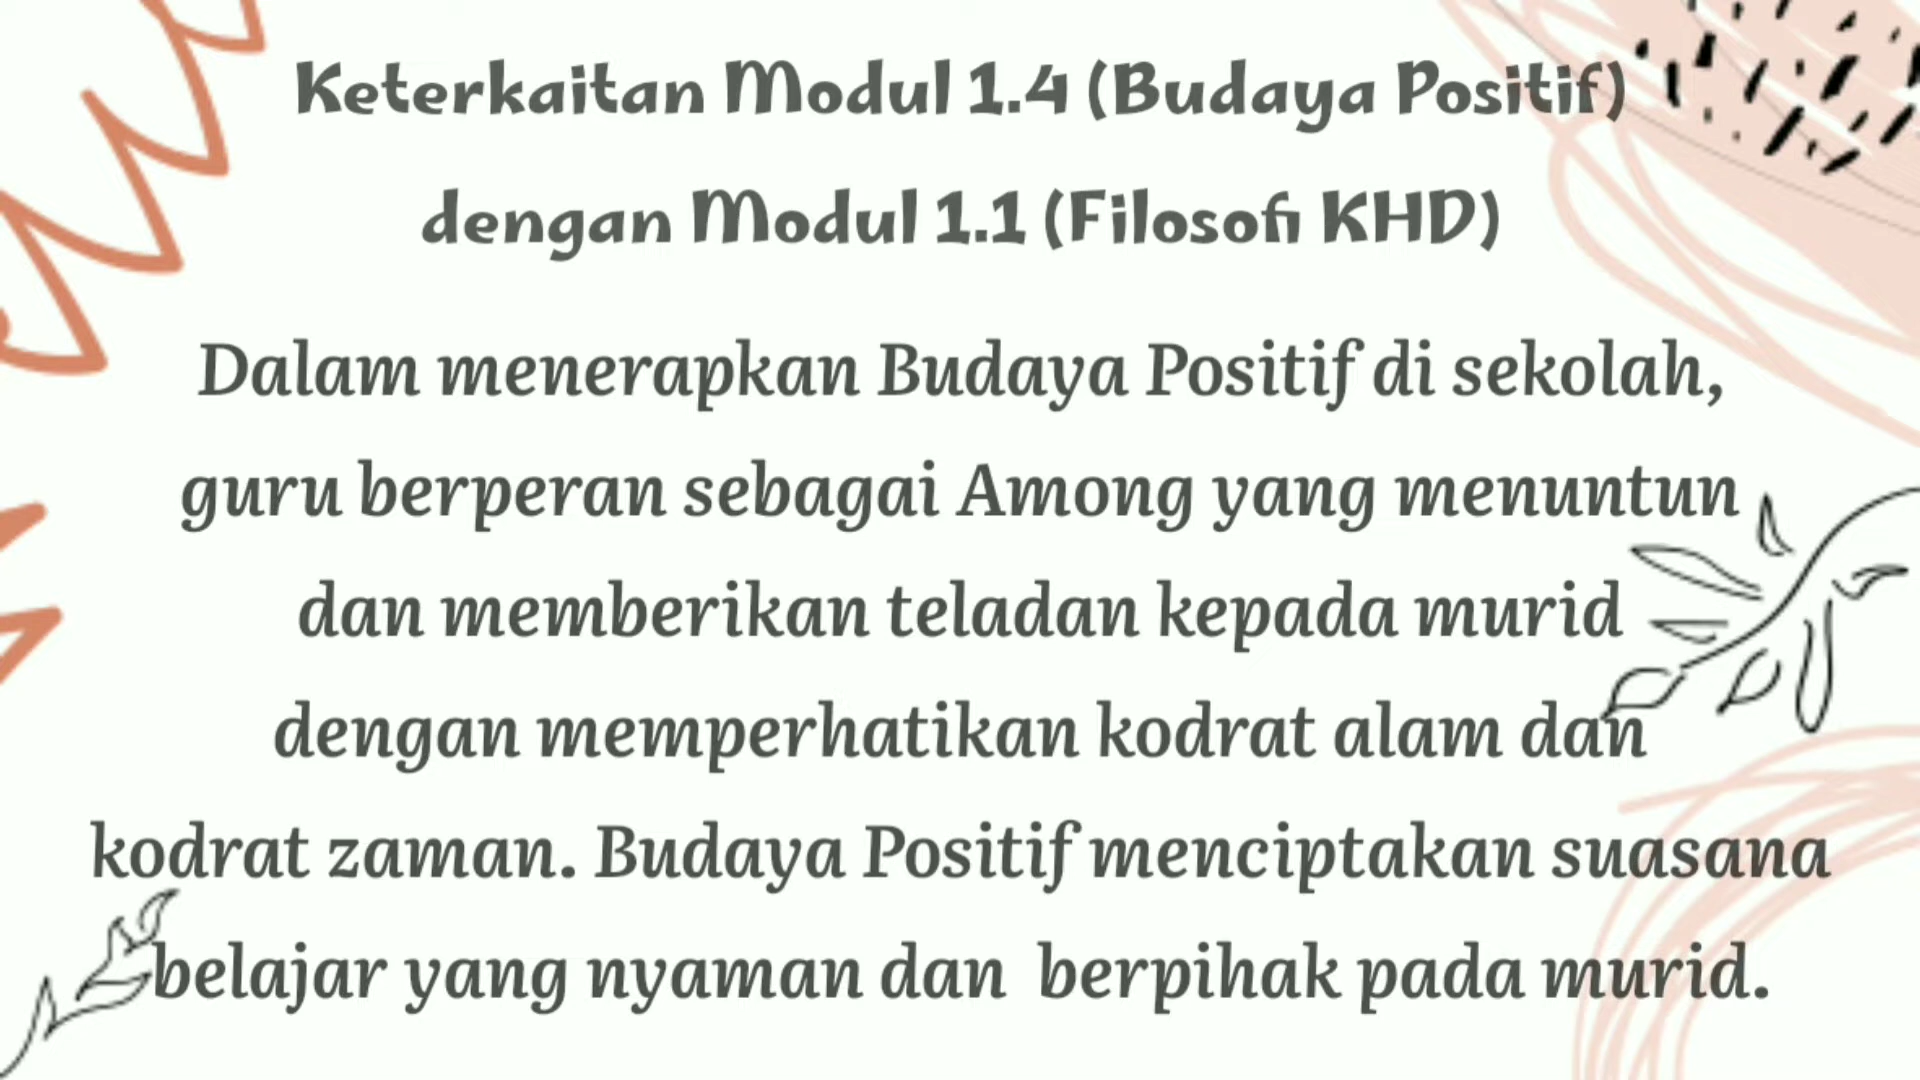 Keterkaitan Modul 1.4 (Budaya Positif)
dengan Modul 1.1 (Filosofi KHD)
Dalam menerapkan Budaya Positif di sekolah,
guru berperan sebagai Among yang menuntun
dan memberikan teladan kepada murid
dengan memperhatikan kodrat alam dan
kodrat zaman. Budaya Positif menciptakan suasana
belajar yang nyaman dan berpihak pada murid.